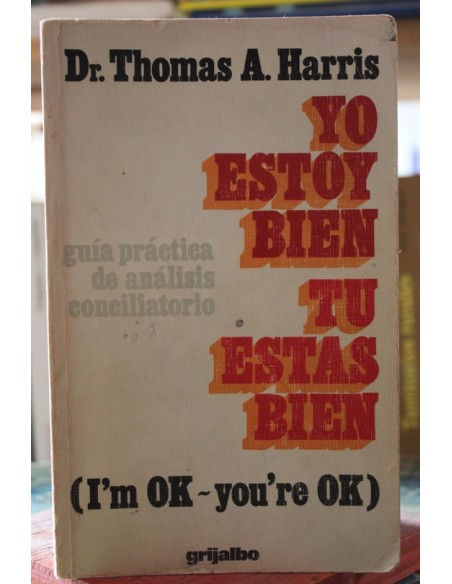 Dr. Thomas A. Harris
YO
ESTOY
BIEN
guía práctica
de análisis
conciliatorio
TU
ESTAS
BIEN
(I'm OK ~ you're OK)
grijalbo